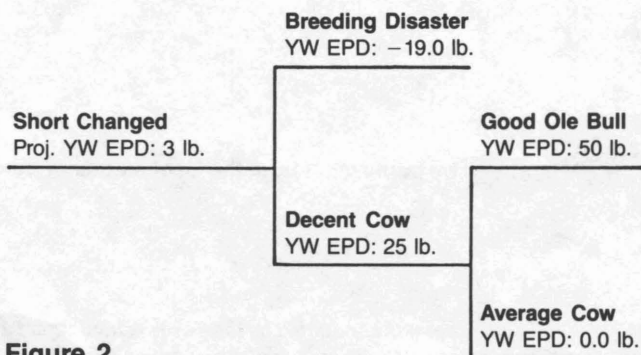 Breeding Disaster
YW EPD: −19.0 lb.
Short Changed
Proj. YW EPD: 3 lb.
Good Ole Bull
YW EPD: 50 lb.
Decent Cow
YW EPD: 25 lb.
Average Cow
YW EPD: 0.0 lb.
Figure 2